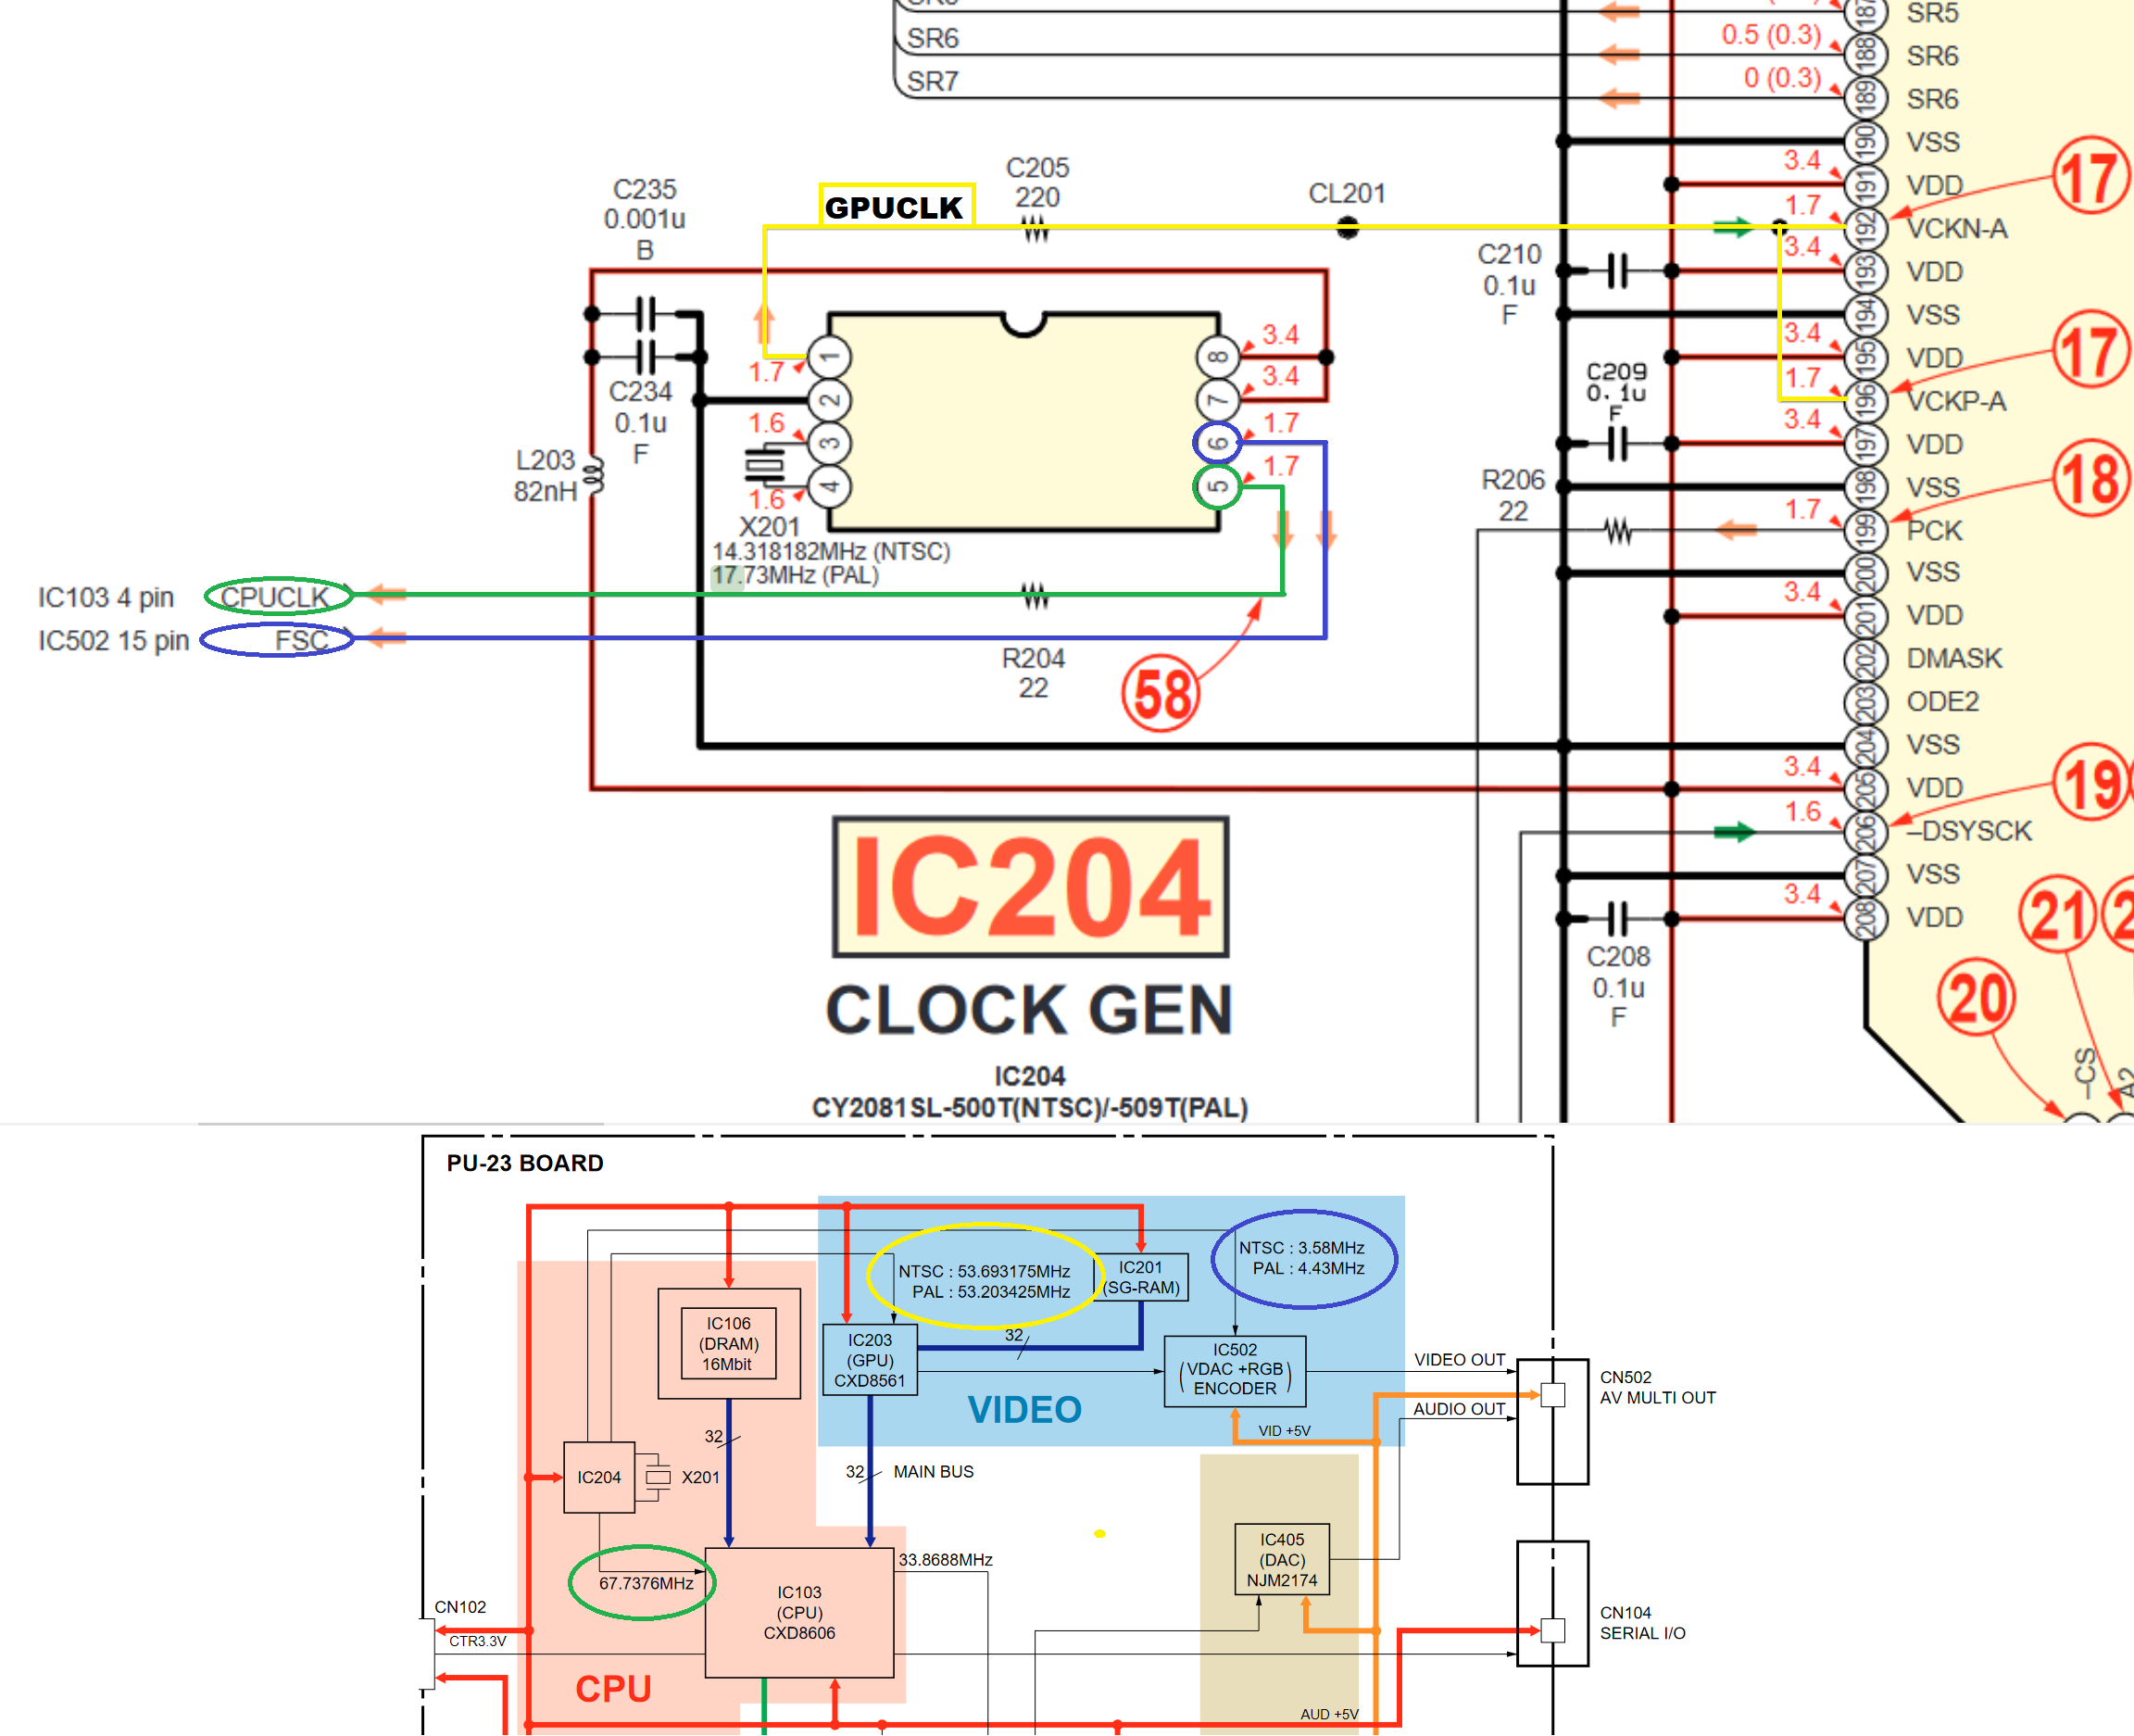 SR5
SR6
SR7
0.5 (0.3)
0 (0.3)
187 SR5
188 SR6
189 SR6
190 VSS
3.4
191 VDD
1.7
192 VCKN-A
17
3.4
193 VDD
194 VSS
3.4
195 VDD
1.7
196 VCKP-A
17
3.4
197 VDD
198 VSS
1.7
199 PCK
18
200 VSS
3.4
201 VDD
202 DMASK
203 ODE2
204 VSS
3.4
205 VDD
1.6
206 –DSYSCK
19
207 VSS
3.4
208 VDD
21
20
–CS
A2
C235
0.001u
B
GPUCLK
C205
220
CL201
C210
0.1u
F
C209
0.1u
F
R206
22
C208
0.1u
F
C234
0.1u
F
L203
82nH
1
2
3
4
8
7
6
5
1.7
1.6
1.6
3.4
3.4
1.7
1.7
X201
14.318182MHz (NTSC)
17.73MHz (PAL)
IC103 4 pin CPUCLK
IC502 15 pin FSC
R204
22
58
IC204
CLOCK GEN
IC204
CY2081SL-500T(NTSC)/-509T(PAL)
PU-23 BOARD
NTSC : 53.693175MHz
PAL : 53.203425MHz
IC201
(SG-RAM)
NTSC : 3.58MHz
PAL : 4.43MHz
IC106
(DRAM)
16Mbit
IC203
(GPU)
CXD8561
32
IC502
(VDAC +RGB)
ENCODER
VIDEO
VIDEO OUT
AUDIO OUT
CN502
AV MULTI OUT
VID +5V
32
IC204
X201
32
MAIN BUS
IC405
(DAC)
NJM2174
67.7376MHz
33.8688MHz
IC103
(CPU)
CXD8606
CN102
CTR3.3V
CN104
SERIAL I/O
CPU
AUD +5V